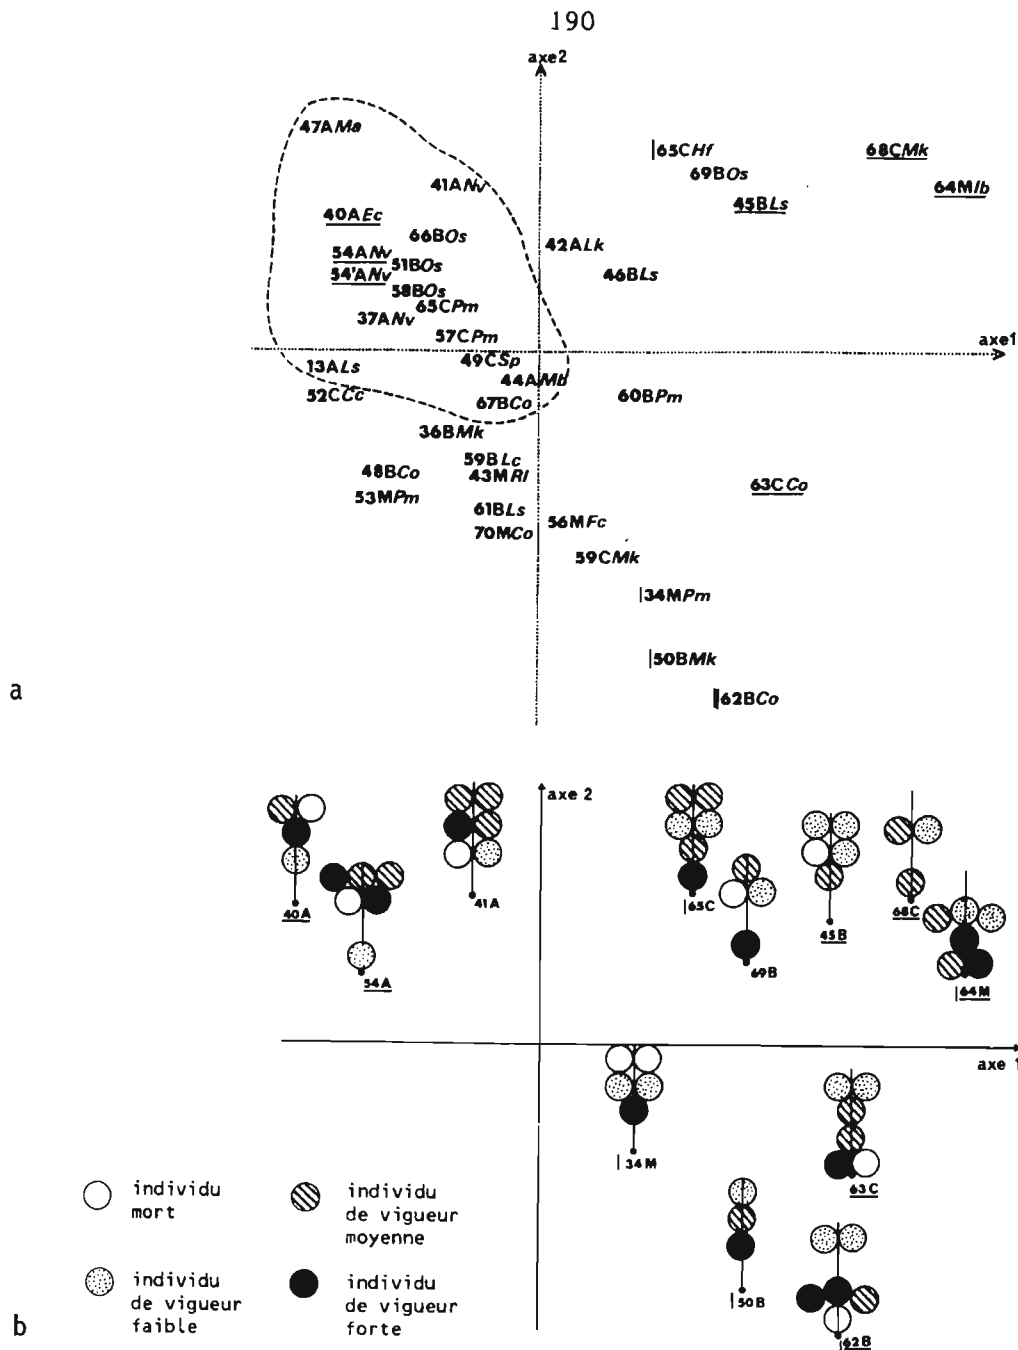 190
axe2
47AMa
|65CHf
68CMk
69BOs
41ANv
64MIb
45BLs
40AEc
66BOs
42ALk
54ANv
51BOs
54'ANv
46BLs
58BOs
65CPm
37ANv
57CPm
axe1
49CSp
13ALs
44AMb
52CCc
67BCo
60BPm
36BMk
59BLc
48BCo
43MRl
63CCo
53MPm
61BLs
56MFc
70MCo
59CMk
|34MPm
|50BMk
a
|62BCo
axe 2
40A
41A
|65C
45B
68C
54A
69B
|64M
axe 1
|34M
63C
individu
mort
individu
de vigueur
moyenne
individu
de vigueur
faible
individu
de vigueur
forte
|50B
b
|62B